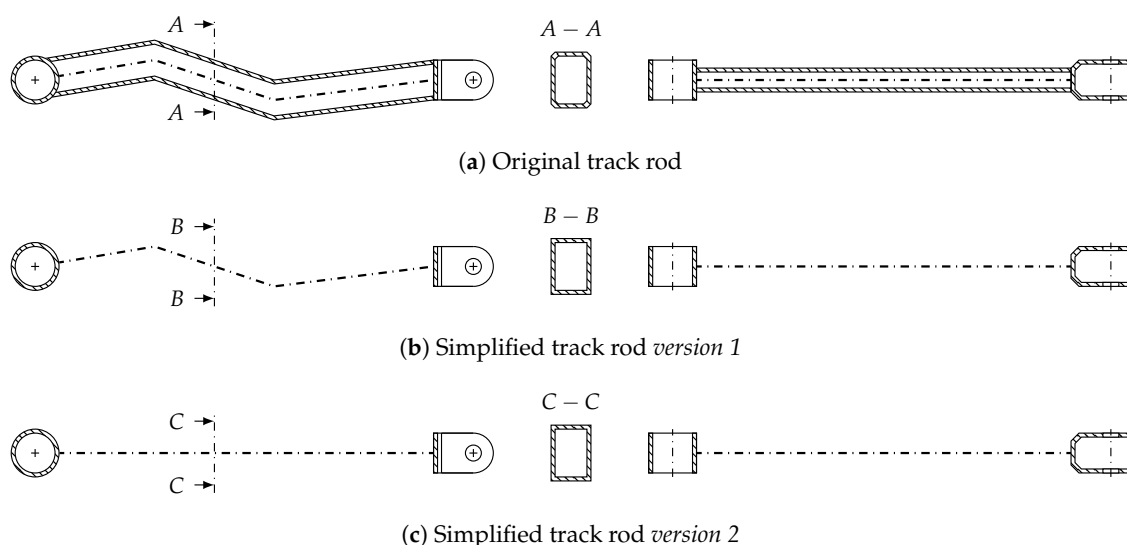 A
A – A
A
(a) Original track rod
B
B – B
B
(b) Simplified track rod version 1
C
C – C
C
(c) Simplified track rod version 2